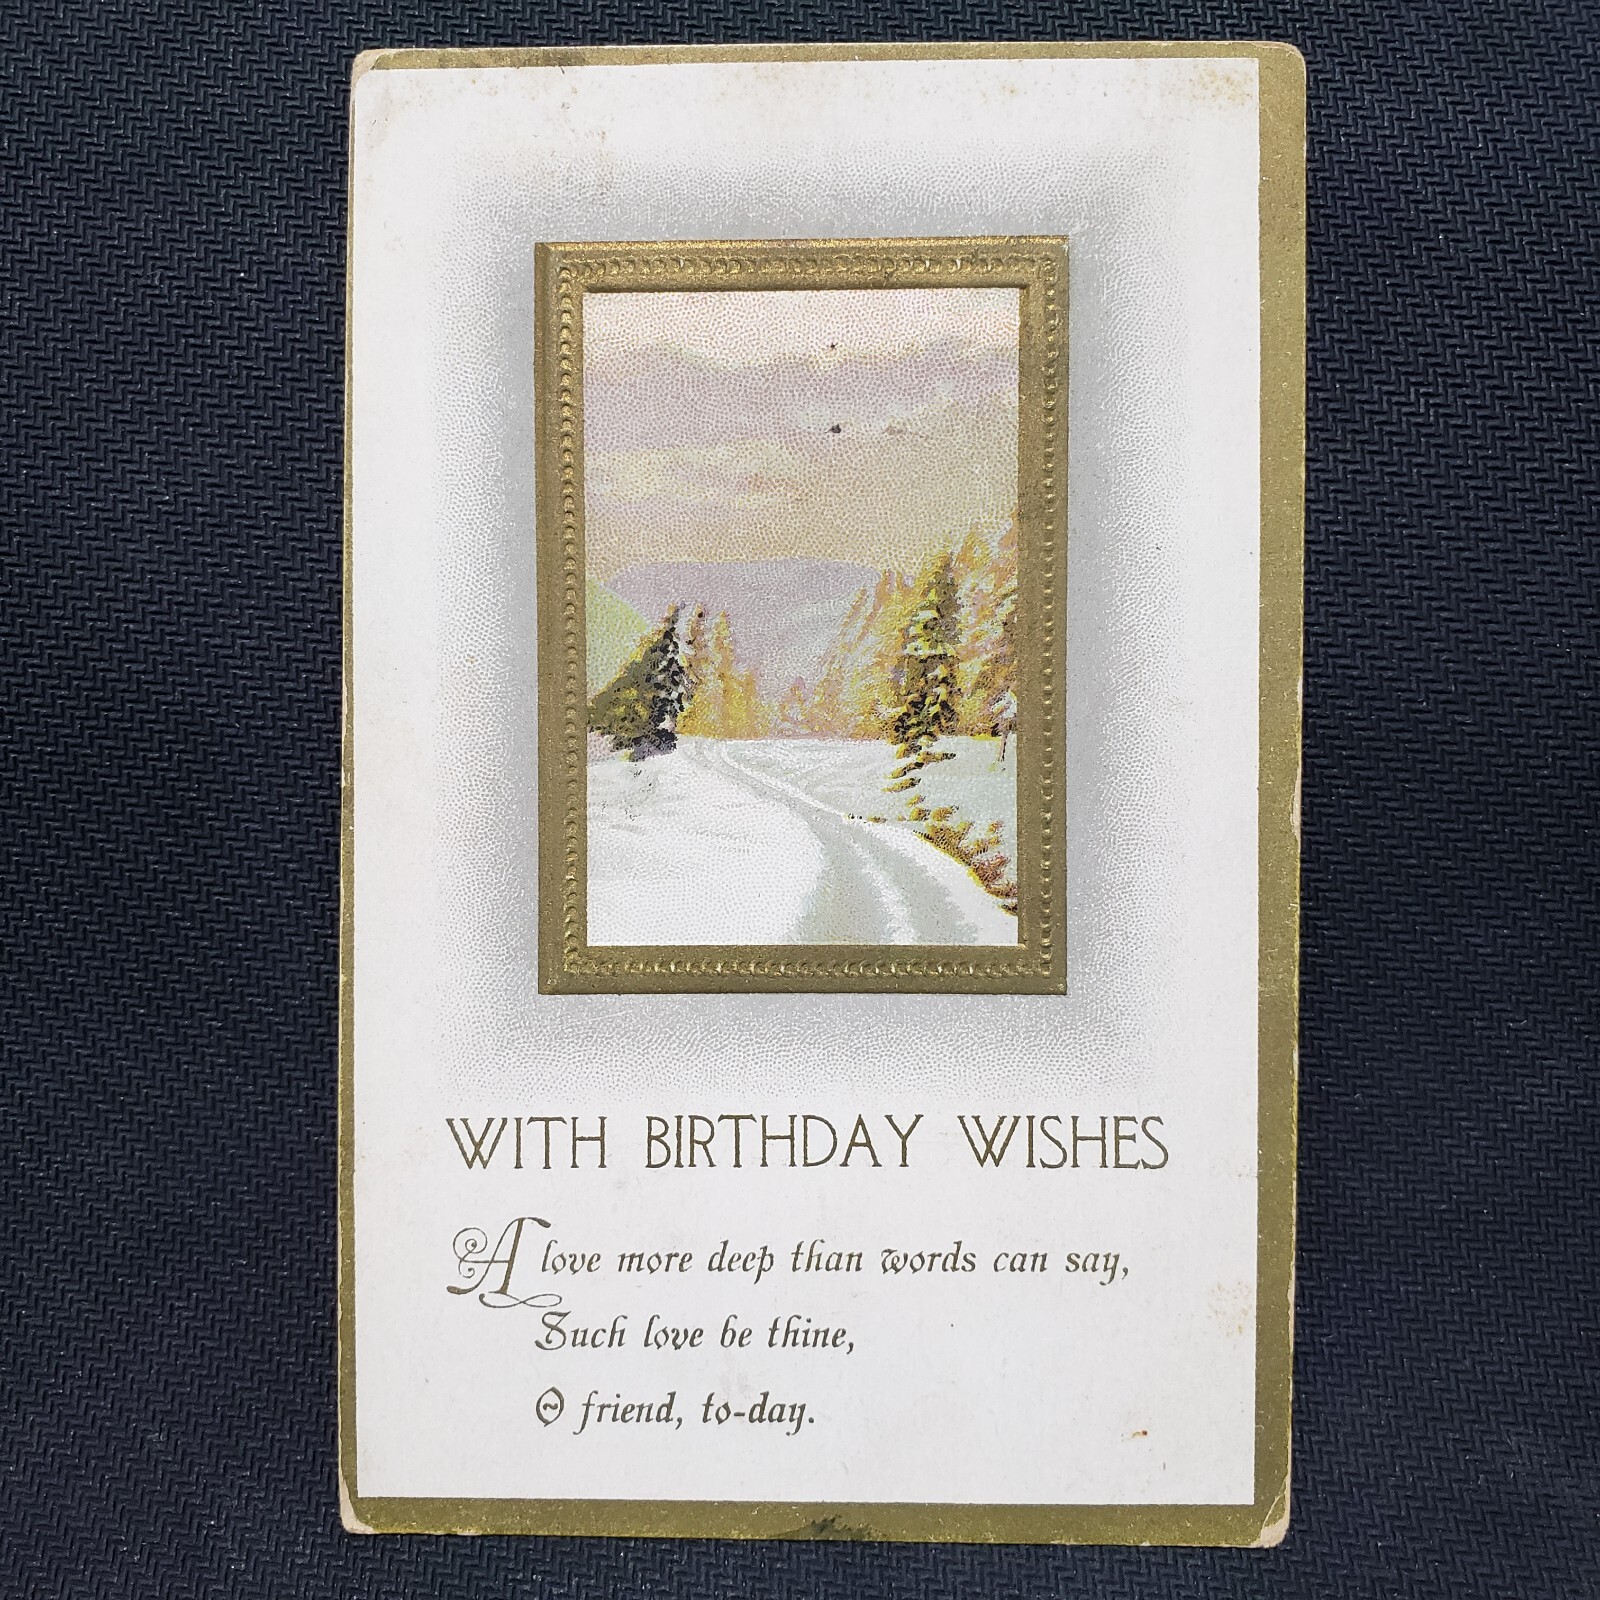 WITH BIRTHDAY WISHES
A love more deep than words can say,
Such love be thine,
O friend, to-day.